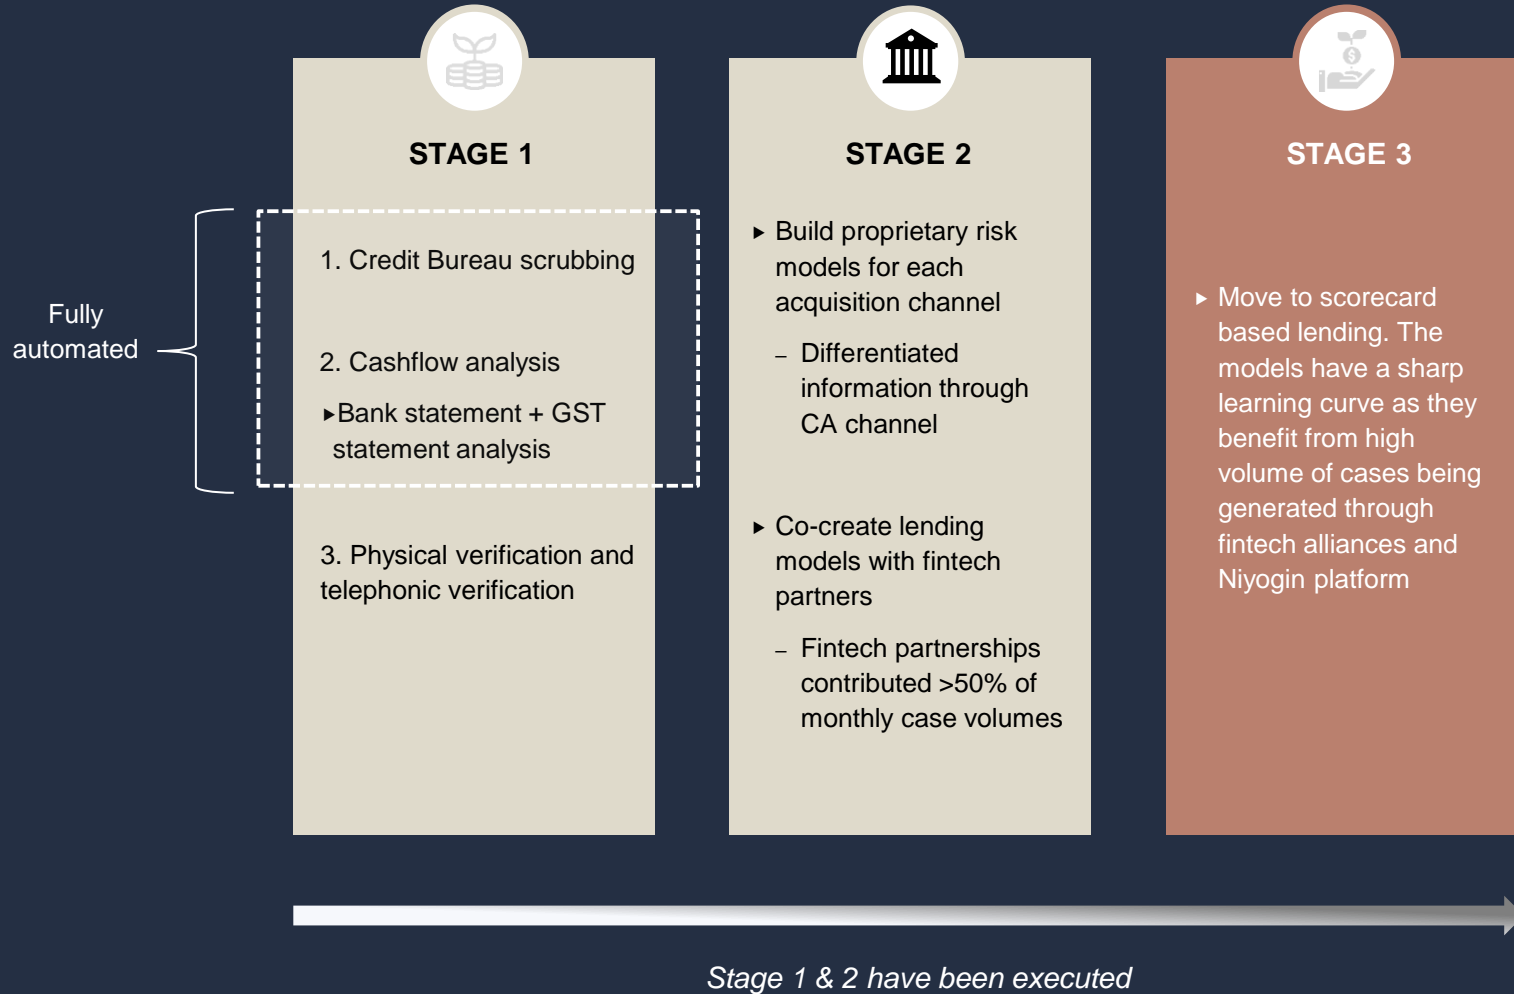 STAGE 1
Fully
automated
1. Credit Bureau scrubbing
2. Cashflow analysis
▶Bank statement + GST
statement analysis
3. Physical verification and
telephonic verification
STAGE 2
▶ Build proprietary risk
models for each
acquisition channel
– Differentiated
information through
CA channel
▶ Co-create lending
models with fintech
partners
– Fintech partnerships
contributed >50% of
monthly case volumes
STAGE 3
▶ Move to scorecard
based lending. The
models have a sharp
learning curve as they
benefit from high
volume of cases being
generated through
fintech alliances and
Niyogin platform
Stage 1 & 2 have been executed